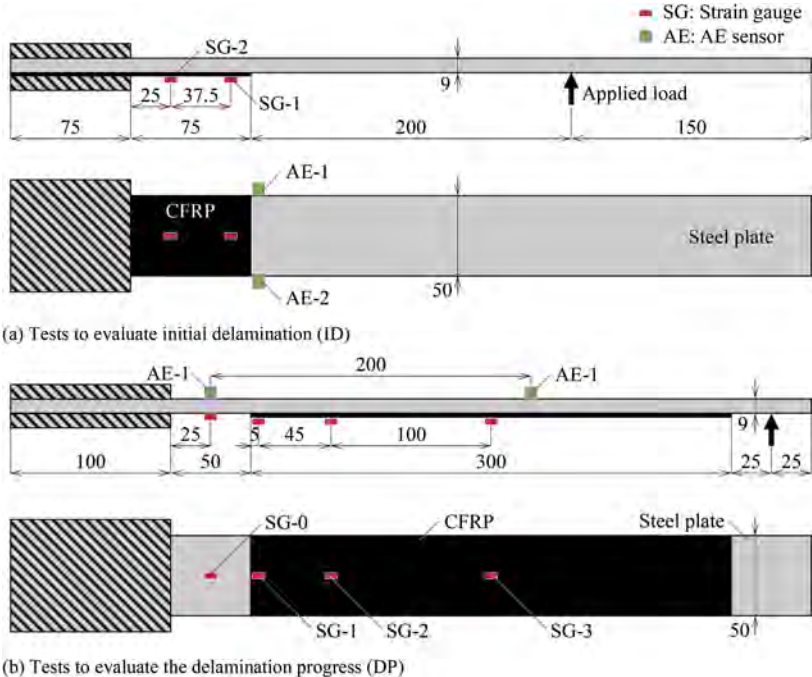 SG: Strain gauge
AE: AE sensor
SG-2
SG-1
25
37.5
9
Applied load
75
75
200
150
AE-1
CFRP
Steel plate
AE-2
50
(a) Tests to evaluate initial delamination (ID)
AE-1
200
AE-1
25
5
45
100
9
100
50
300
25
25
SG-0
CFRP
Steel plate
SG-1
SG-2
SG-3
50
(b) Tests to evaluate the delamination progress (DP)